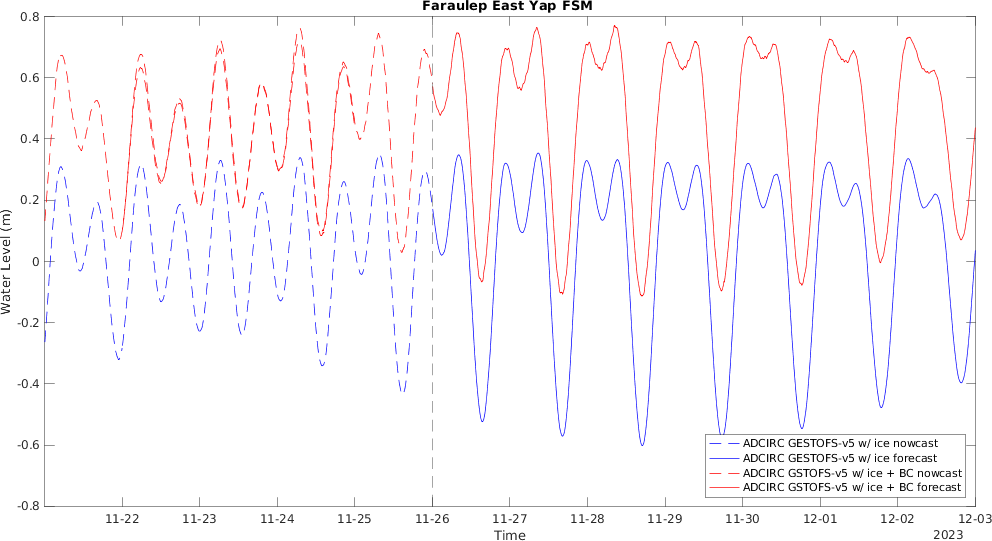 Faraulep East Yap FSM
Water Level (m)
0.8
0.6
0.4
0.2
0
-0.2
-0.4
-0.6
-0.8
ADCIRC GESTOFS-v5 w/ ice nowcast
ADCIRC GESTOFS-v5 w/ ice forecast
ADCIRC GSTOFS-v5 w/ ice + BC nowcast
ADCIRC GSTOFS-v5 w/ ice + BC forecast
11-22 11-23 11-24 11-25 11-26 11-27 11-28 11-29 11-30 12-01 12-02 12-03
Time
2023